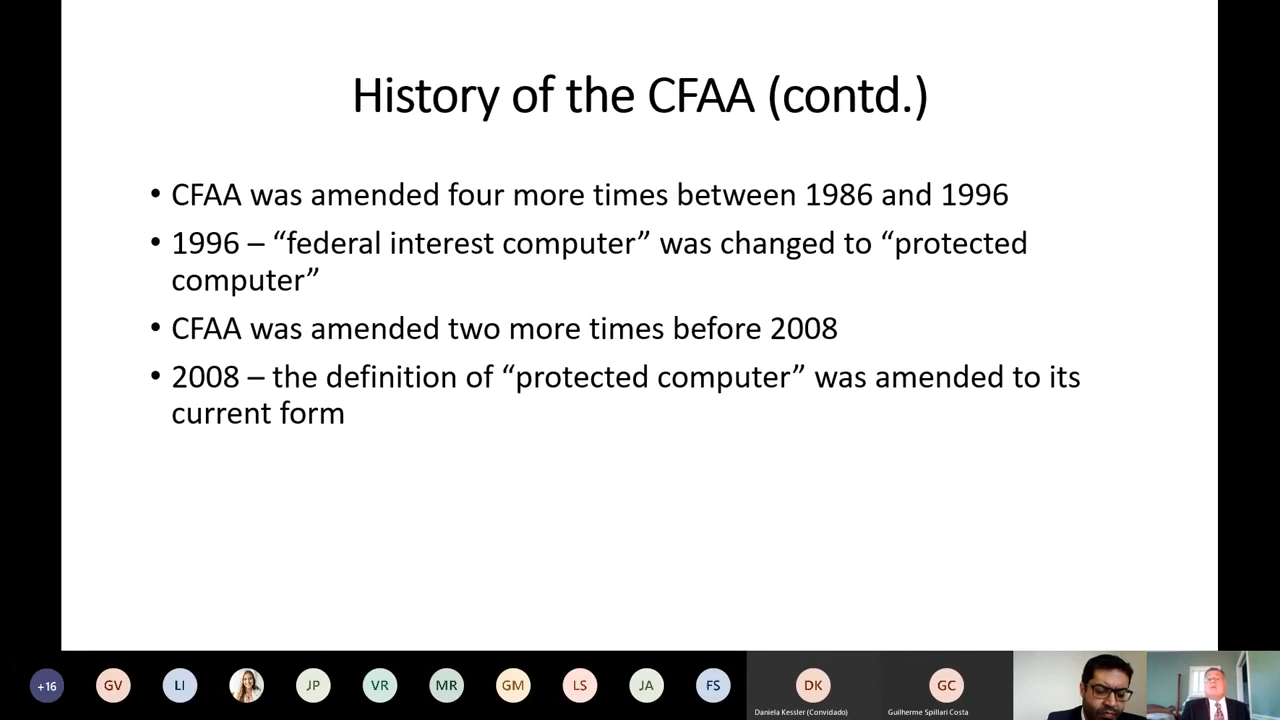 History of the CFAA (contd.)
• CFAA was amended four more times between 1986 and 1996
• 1996 – “federal interest computer” was changed to “protected
computer”
• CFAA was amended two more times before 2008
• 2008 – the definition of “protected computer” was amended to its
current form
+16
GV
LI
JP
VR
MR
GM
LS
JA
FS
DK
GC
Daniela Kessler (Convidado)
Guilherme Spillari Costa